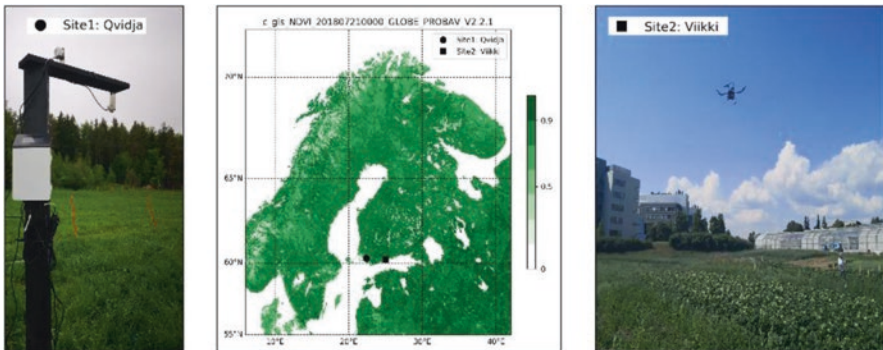 Site1: Qvidja
c_gls_NDVI_201807210000_GLOBE_PROBAV_V2.2.1
Site1: Qvidja
Site2: Viikki
70°N
65°N
60°N
55°N
10°E
20°E
30°E
40°E
0.9
0.5
0
Site2: Viikki